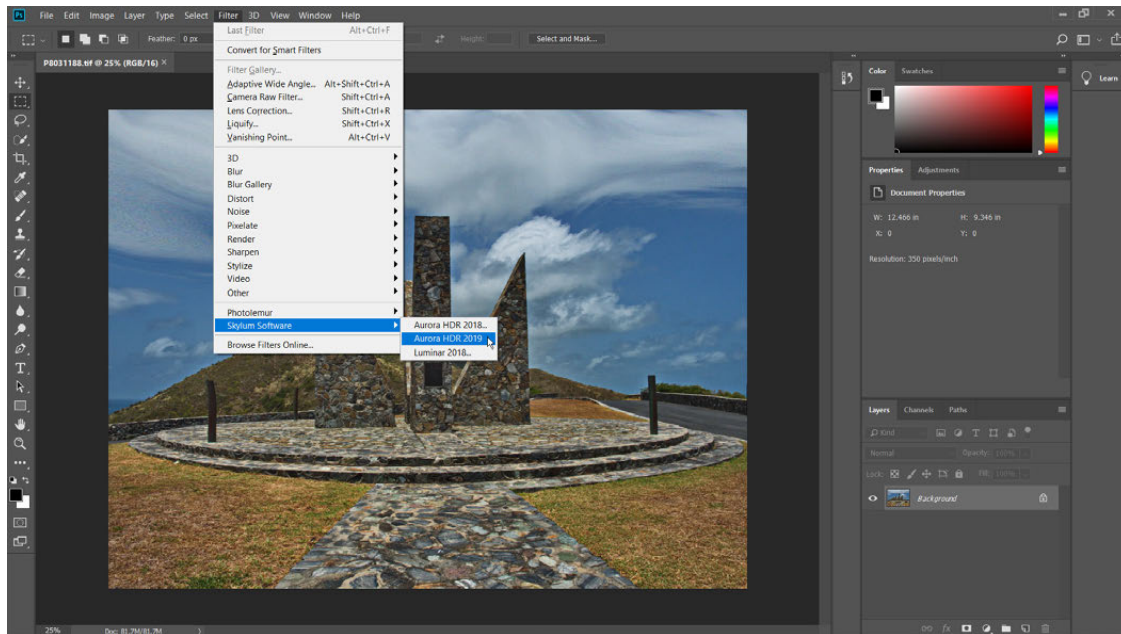 Ps File Edit Image Layer Type Select Filter 3D View Window Help
Feather: 0 px Height: Select and Mask...
P8031188.tif @ 25% (RGB/16) ×
Last Filter Alt+Ctrl+F
Convert for Smart Filters
Filter Gallery...
Adaptive Wide Angle... Alt+Shift+Ctrl+A
Camera Raw Filter... Shift+Ctrl+A
Lens Correction... Shift+Ctrl+R
Liquify... Shift+Ctrl+X
Vanishing Point... Alt+Ctrl+V
3D
Blur
Blur Gallery
Distort
Noise
Pixelate
Render
Sharpen
Stylize
Video
Other
Photolemur
Skylum Software
Browse Filters Online...
Aurora HDR 2018...
Aurora HDR 2019
Luminar 2018...
Color Swatches
Learn
Properties Adjustments
Document Properties
W: 12.466 in H: 9.346 in
X: 0 Y: 0
Resolution: 350 pixels/inch
Layers Channels Paths
Kind
Normal Opacity: 100%
Lock: Fill: 100%
Background
fx
25% Doc: 81.7M/81.7M